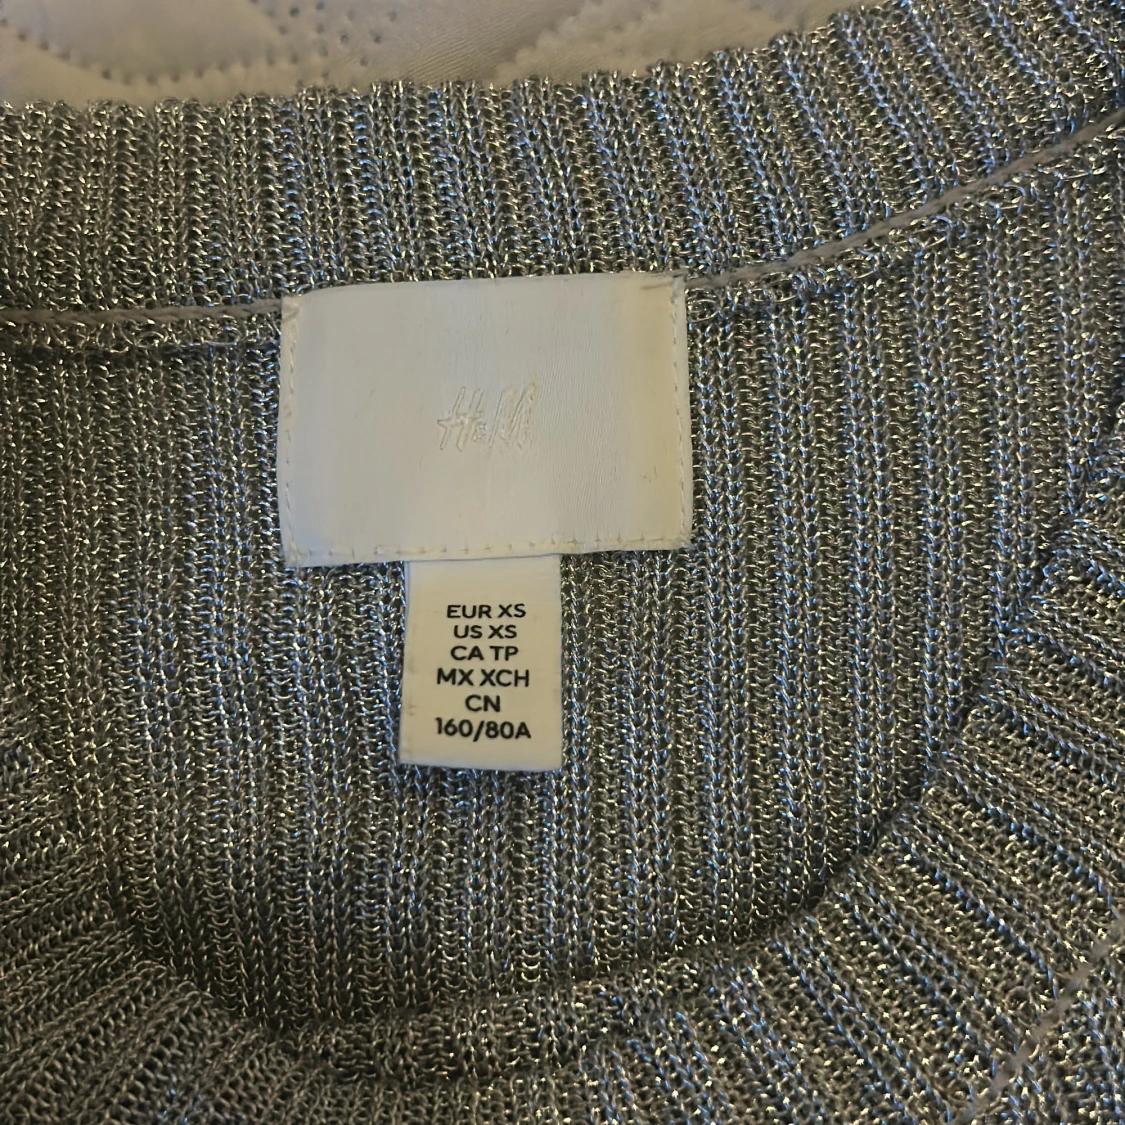 H&M
EUR XS
US XS
CA TP
MX XCH
CN
160/80A